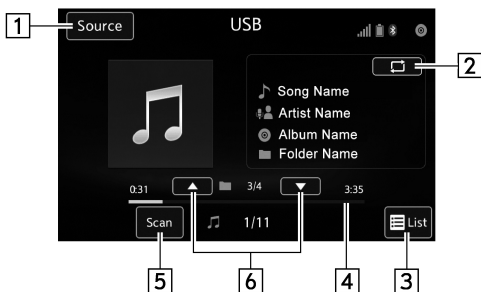 1
Source
USB
2
Song Name
Artist Name
Album Name
Folder Name
0:31
3/4
3:35
Scan
1/11
List
5
6
4
3